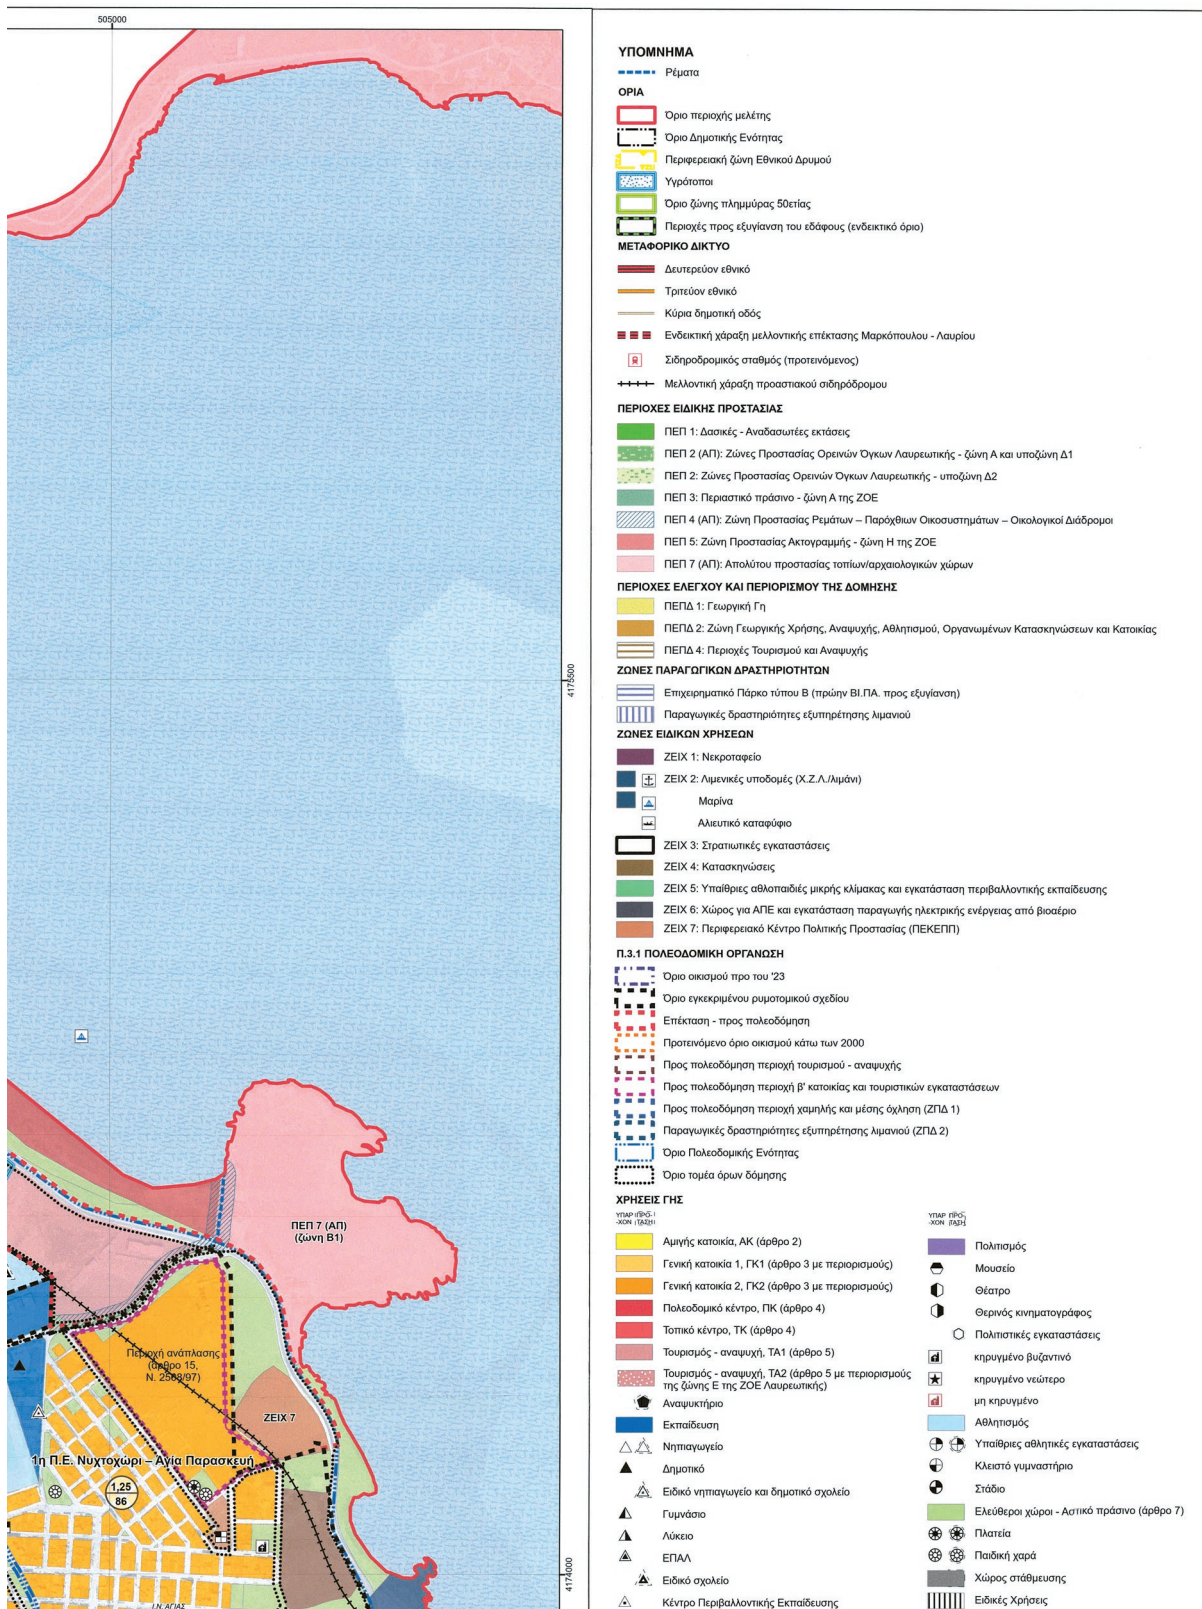 505000
4175500
4174000
ΠΕΠ 7 (ΑΠ)
(ζώνη Β1)
Περιοχή ανάπλασης
(άρθρο 15,
Ν. 2508/97)
ΖΕΙΧ 7
1η Π.Ε. Νυχτοχώρι – Αγία Παρασκευή
1,25
86
Ι.Ν. ΑΓΙΑΣ
ΥΠΟΜΝΗΜΑ
Ρέματα
ΟΡΙΑ
Όριο περιοχής μελέτης
Όριο Δημοτικής Ενότητας
Περιφερειακή ζώνη Εθνικού Δρυμού
Υγρότοποι
Όριο ζώνης πλημμύρας 50ετίας
Περιοχές προς εξυγίανση του εδάφους (ενδεικτικό όριο)
ΜΕΤΑΦΟΡΙΚΟ ΔΙΚΤΥΟ
Δευτερεύον εθνικό
Τριτεύον εθνικό
Κύρια δημοτική οδός
Ενδεικτική χάραξη μελλοντικής επέκτασης Μαρκόπουλου - Λαυρίου
Σιδηροδρομικός σταθμός (προτεινόμενος)
Μελλοντική χάραξη προαστιακού σιδηρόδρομου
ΠΕΡΙΟΧΕΣ ΕΙΔΙΚΗΣ ΠΡΟΣΤΑΣΙΑΣ
ΠΕΠ 1: Δασικές - Αναδασωτέες εκτάσεις
ΠΕΠ 2 (ΑΠ): Ζώνες Προστασίας Ορεινών Όγκων Λαυρεωτικής - ζώνη Α και υποζώνη Δ1
ΠΕΠ 2: Ζώνες Προστασίας Ορεινών Όγκων Λαυρεωτικής - υποζώνη Δ2
ΠΕΠ 3: Περιαστικό πράσινο - ζώνη Α της ΖΟΕ
ΠΕΠ 4 (ΑΠ): Ζώνη Προστασίας Ρεμάτων – Παρόχθιων Οικοσυστημάτων – Οικολογικοί Διάδρομοι
ΠΕΠ 5: Ζώνη Προστασίας Ακτογραμμής - ζώνη Η της ΖΟΕ
ΠΕΠ 7 (ΑΠ): Απολύτου προστασίας τοπίων/αρχαιολογικών χώρων
ΠΕΡΙΟΧΕΣ ΕΛΕΓΧΟΥ ΚΑΙ ΠΕΡΙΟΡΙΣΜΟΥ ΤΗΣ ΔΟΜΗΣΗΣ
ΠΕΠΔ 1: Γεωργική Γη
ΠΕΠΔ 2: Ζώνη Γεωργικής Χρήσης, Αναψυχής, Αθλητισμού, Οργανωμένων Κατασκηνώσεων και Κατοικίας
ΠΕΠΔ 4: Περιοχές Τουρισμού και Αναψυχής
ΖΩΝΕΣ ΠΑΡΑΓΩΓΙΚΩΝ ΔΡΑΣΤΗΡΙΟΤΗΤΩΝ
Επιχειρηματικό Πάρκο τύπου Β (πρώην ΒΙ.ΠΑ. προς εξυγίανση)
Παραγωγικές δραστηριότητες εξυπηρέτησης λιμανιού
ΖΩΝΕΣ ΕΙΔΙΚΩΝ ΧΡΗΣΕΩΝ
ΖΕΙΧ 1: Νεκροταφείο
ΖΕΙΧ 2: Λιμενικές υποδομές (Χ.Ζ.Λ./λιμάνι)
Μαρίνα
Αλιευτικό καταφύφιο
ΖΕΙΧ 3: Στρατιωτικές εγκαταστάσεις
ΖΕΙΧ 4: Κατασκηνώσεις
ΖΕΙΧ 5: Υπαίθριες αθλοπαιδιές μικρής κλίμακας και εγκατάσταση περιβαλλοντικής εκπαίδευσης
ΖΕΙΧ 6: Χώρος για ΑΠΕ και εγκατάσταση παραγωγής ηλεκτρικής ενέργειας από βιοαέριο
ΖΕΙΧ 7: Περιφερειακό Κέντρο Πολιτικής Προστασίας (ΠΕΚΕΠΠ)
Π.3.1 ΠΟΛΕΟΔΟΜΙΚΗ ΟΡΓΑΝΩΣΗ
Όριο οικισμού προ του '23
Όριο εγκεκριμένου ρυμοτομικού σχεδίου
Επέκταση - προς πολεοδόμηση
Προτεινόμενο όριο οικισμού κάτω των 2000
Προς πολεοδόμηση περιοχή τουρισμού - αναψυχής
Προς πολεοδόμηση περιοχή β' κατοικίας και τουριστικών εγκαταστάσεων
Προς πολεοδόμηση περιοχή χαμηλής και μέσης όχλησης (ΖΠΔ 1)
Παραγωγικές δραστηριότητες εξυπηρέτησης λιμανιού (ΖΠΔ 2)
Όριο Πολεοδομικής Ενότητας
Όριο τομέα όρων δόμησης
ΧΡΗΣΕΙΣ ΓΗΣ
ΥΠΑΡ ΠΡΟ-
-ΧΟΝ ΤΑΣΗ
Αμιγής κατοικία, ΑΚ (άρθρο 2)
Γενική κατοικία 1, ΓΚ1 (άρθρο 3 με περιορισμούς)
Γενική κατοικία 2, ΓΚ2 (άρθρο 3 με περιορισμούς)
Πολεοδομικό κέντρο, ΠΚ (άρθρο 4)
Τοπικό κέντρο, ΤΚ (άρθρο 4)
Τουρισμός - αναψυχή, ΤΑ1 (άρθρο 5)
Τουρισμός - αναψυχή, ΤΑ2 (άρθρο 5 με περιορισμούς
της ζώνης Ε της ΖΟΕ Λαυρεωτικής)
Αναψυκτήριο
Εκπαίδευση
Νηπιαγωγείο
Δημοτικό
Ειδικό νηπιαγωγείο και δημοτικό σχολείο
Γυμνάσιο
Λύκειο
ΕΠΑΛ
Ειδικό σχολείο
Κέντρο Περιβαλλοντικής Εκπαίδευσης
ΥΠΑΡ ΠΡΟ-
-ΧΟΝ ΤΑΣΗ
Πολιτισμός
Μουσείο
Θέατρο
Θερινός κινηματογράφος
Πολιτιστικές εγκαταστάσεις
κηρυγμένο βυζαντινό
κηρυγμένο νεώτερο
μη κηρυγμένο
Αθλητισμός
Υπαίθριες αθλητικές εγκαταστάσεις
Κλειστό γυμναστήριο
Στάδιο
Ελεύθεροι χώροι - Αστικό πράσινο (άρθρο 7)
Πλατεία
Παιδική χαρά
Χώρος στάθμευσης
Ειδικές Χρήσεις